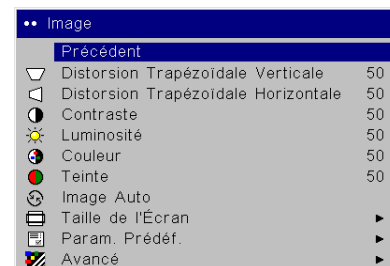 •• Image
Précédent
Distorsion Trapézoïdale Verticale 50
Distorsion Trapézoïdale Horizontale 50
Contraste 50
Luminosité 50
Couleur 50
Teinte 50
Image Auto
Taille de l'Écran
Param. Prédéf.
Avancé